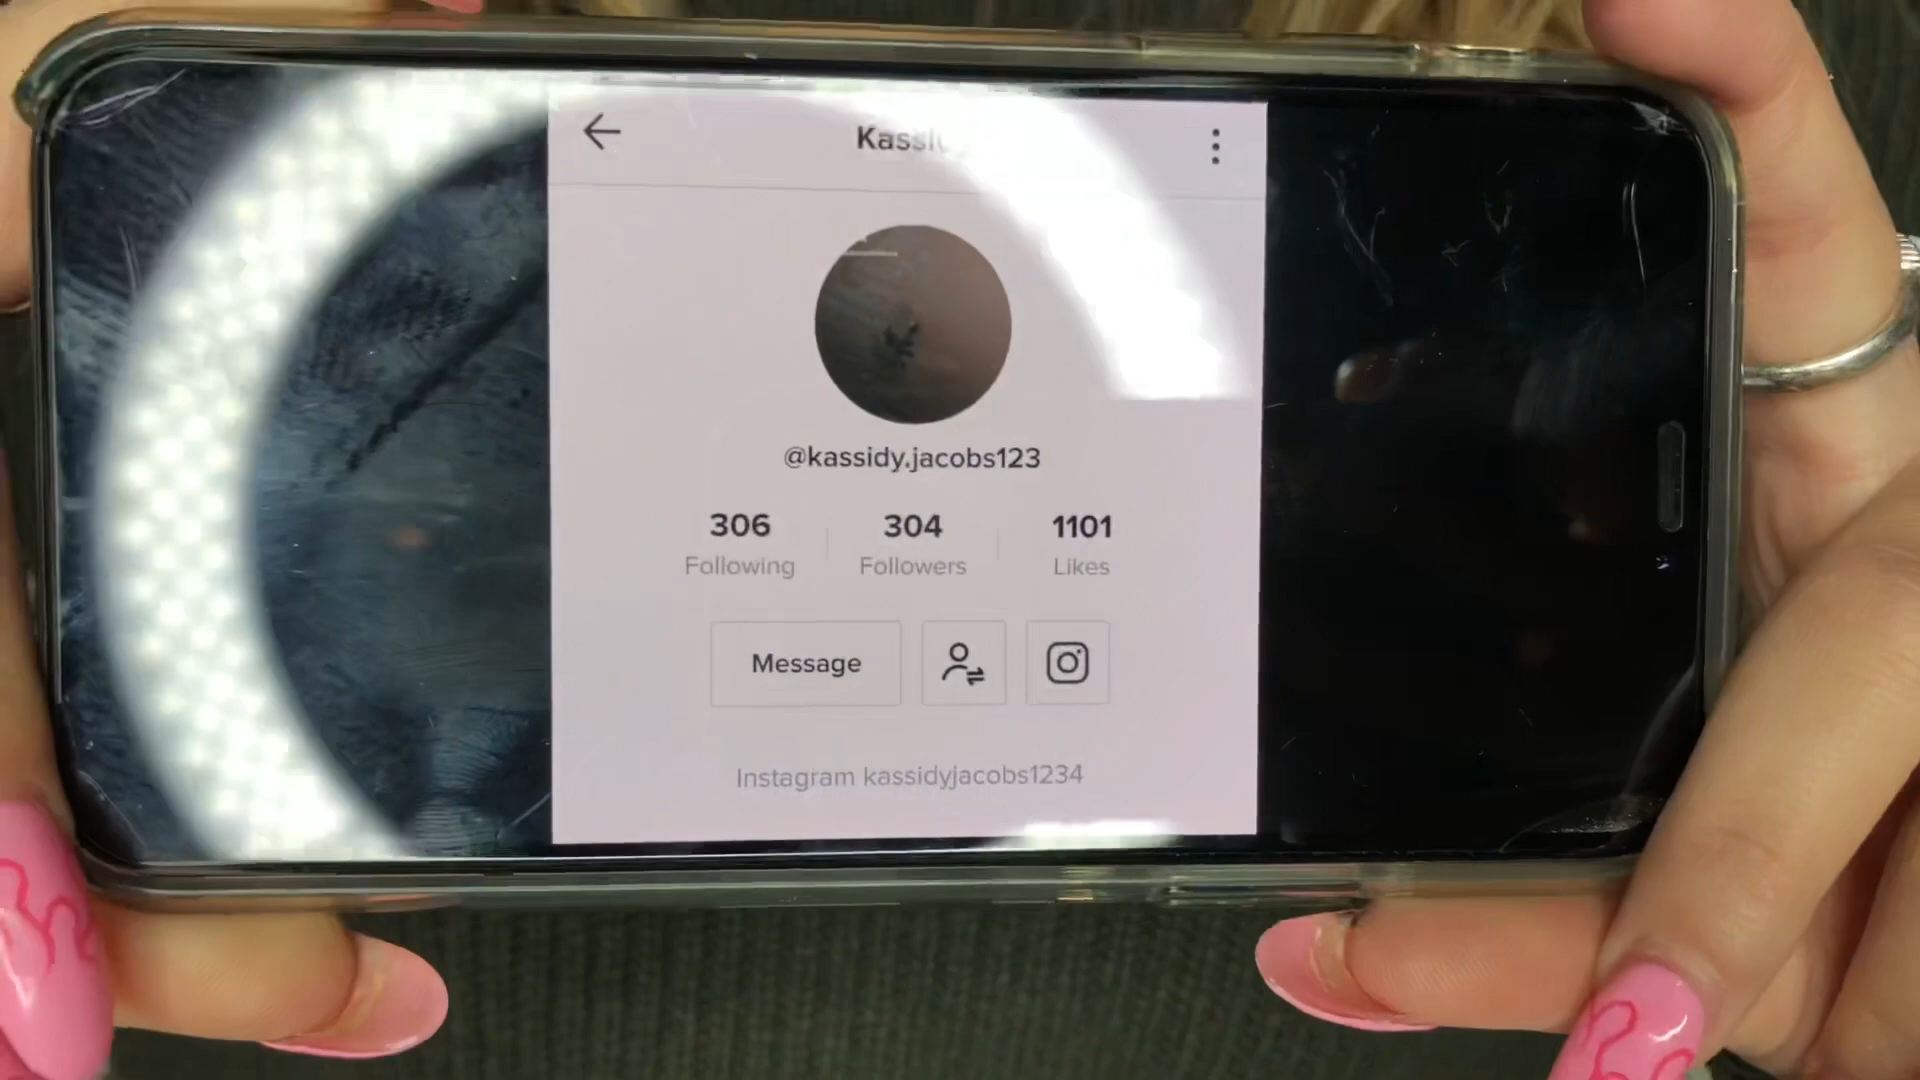 @kassidy.jacobs123
306 304 1101
Following Followers Likes
Message
Instagram kassidyjacobs1234